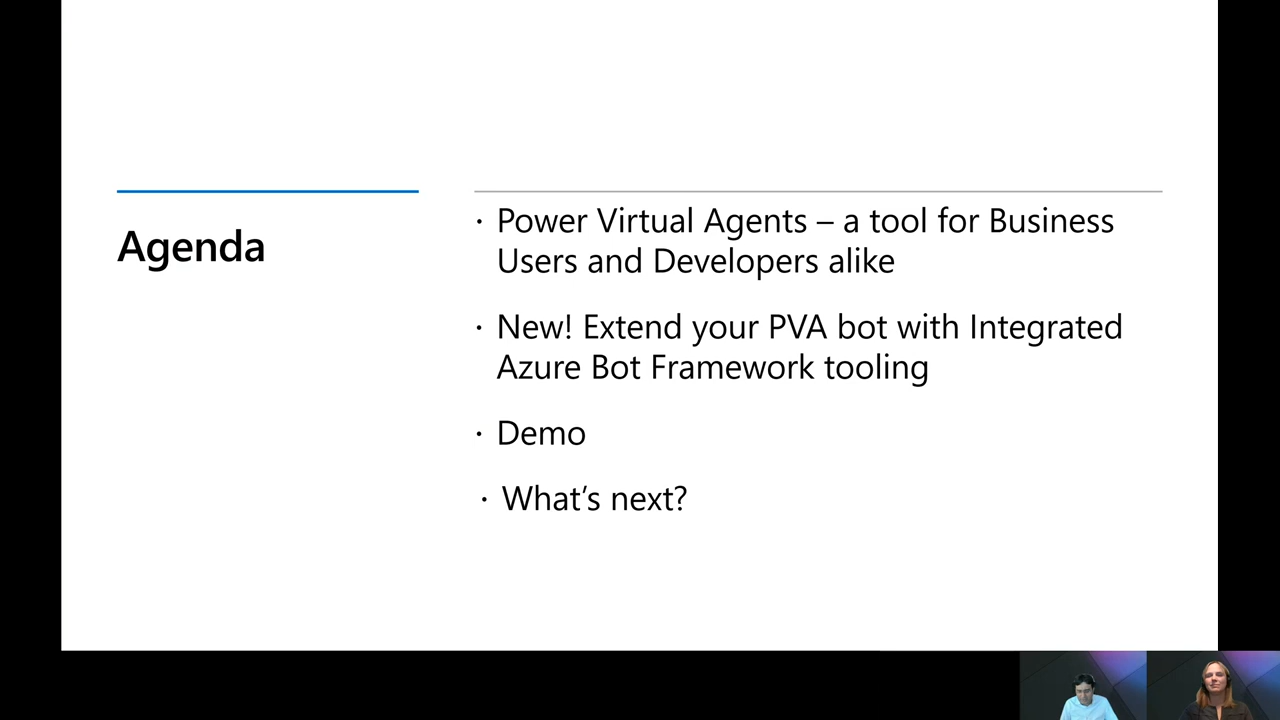 Agenda
· Power Virtual Agents – a tool for Business
Users and Developers alike
· New! Extend your PVA bot with Integrated
Azure Bot Framework tooling
· Demo
· What’s next?